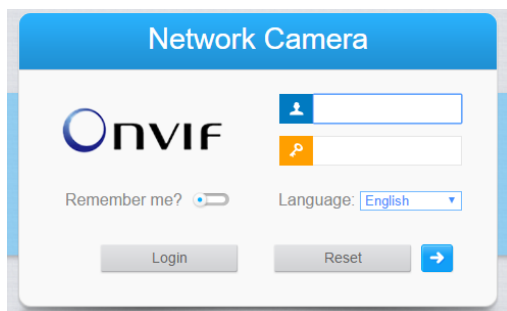 Network Camera
Onvif
Remember me?
Language: English
Login
Reset